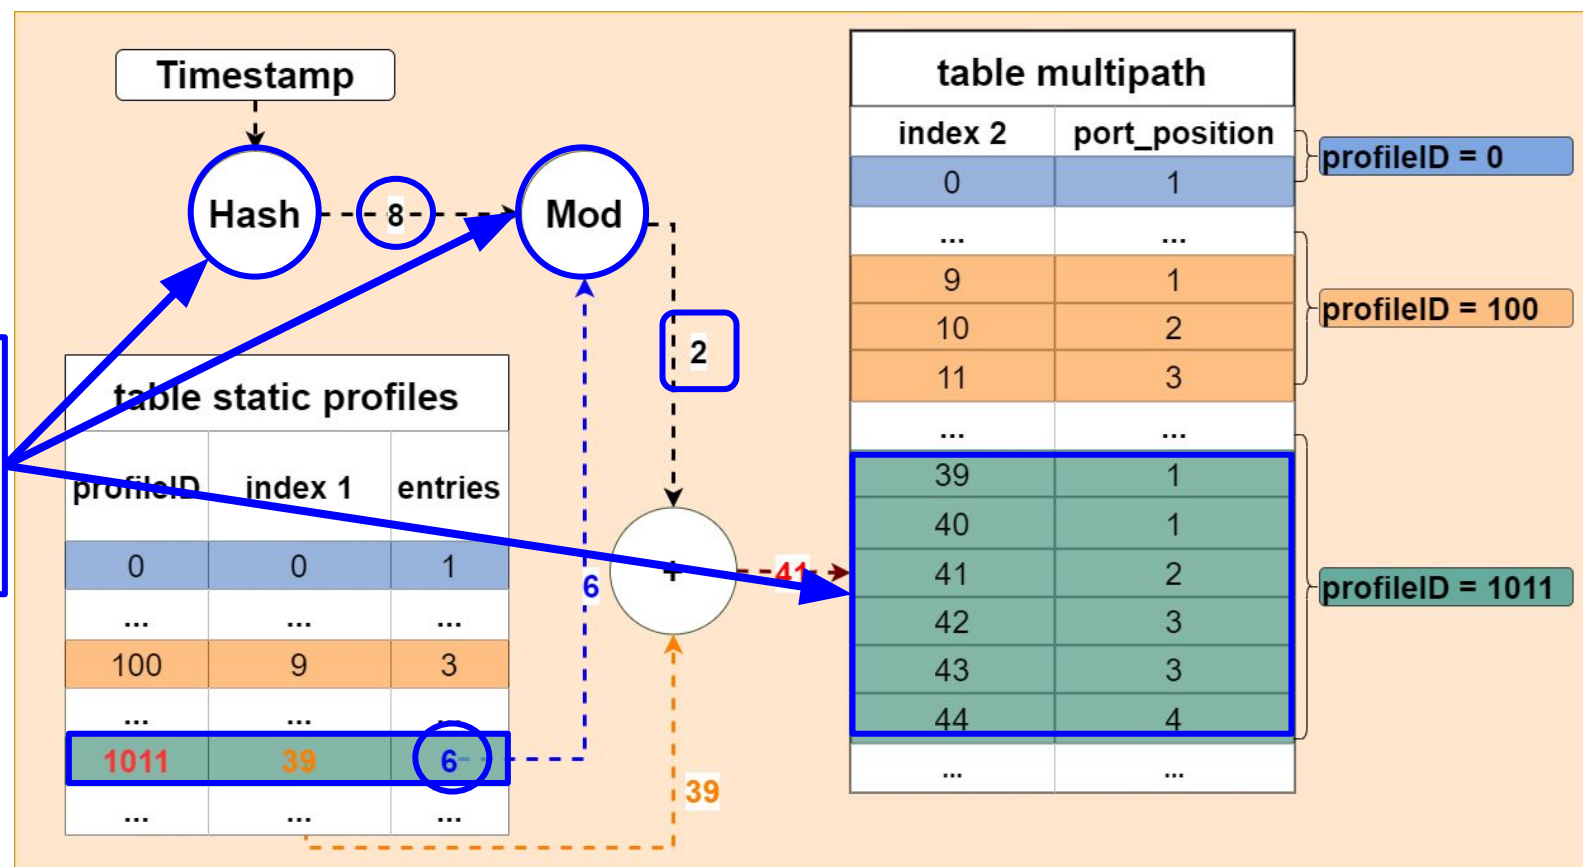 Timestamp
Hash
8
Mod
2
table static profiles
profileID index 1 entries
0 0 1
... ... ...
100 9 3
... ... ...
1011 39 6
... ... ...
6
+
41
39
table multipath
index 2 port_position
0 1
... ...
9 1
10 2
11 3
... ...
39 1
40 1
41 2
42 3
43 3
44 4
... ...
profileID = 0
profileID = 100
profileID = 1011